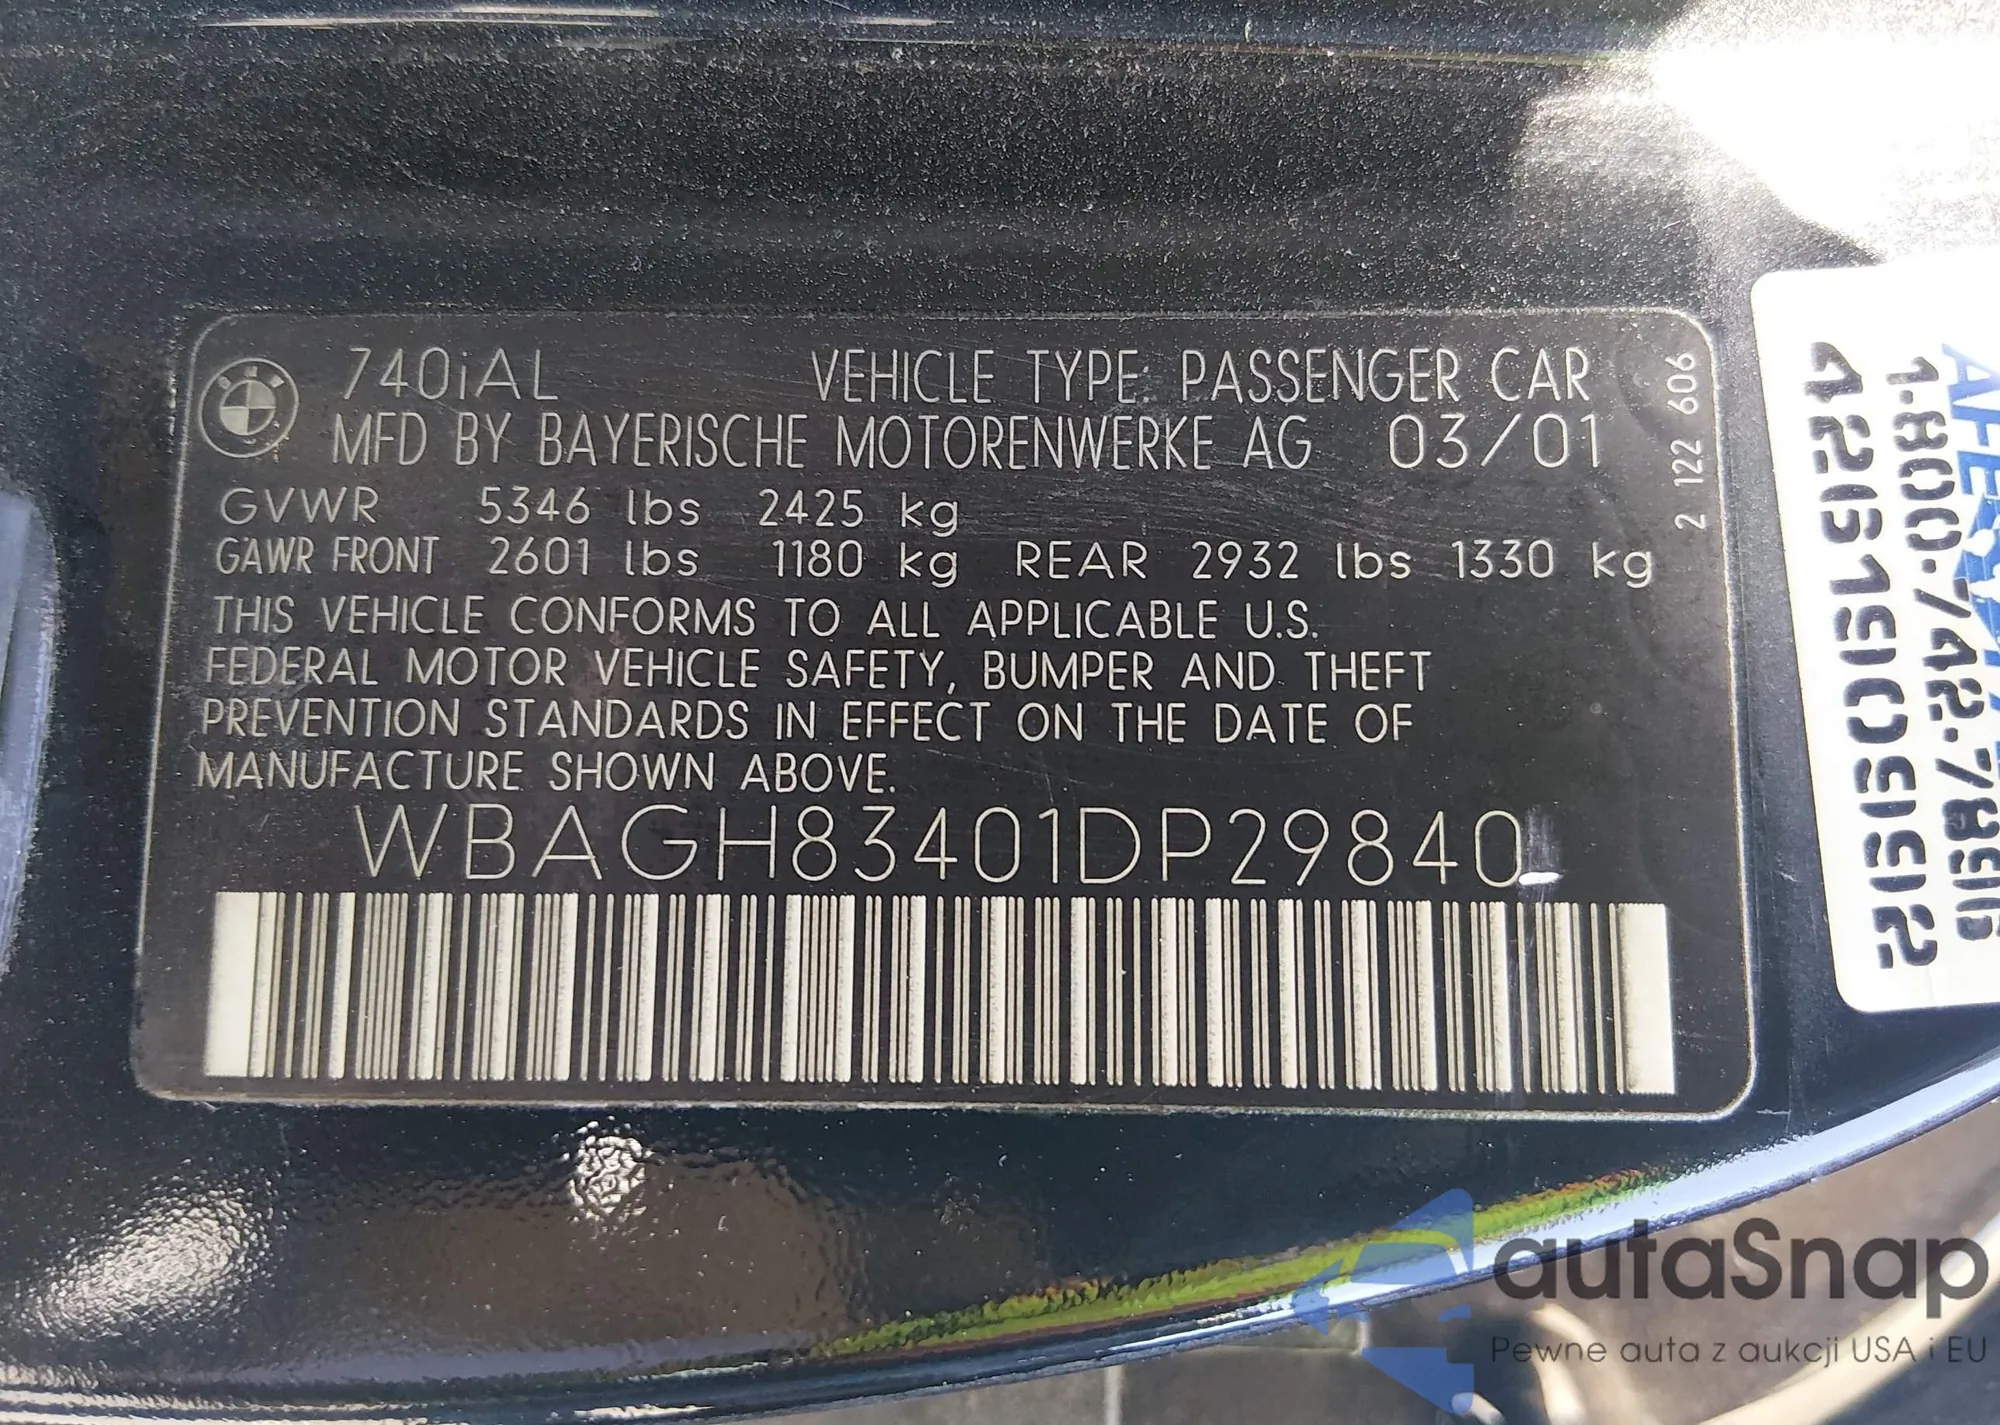 740iAL VEHICLE TYPE: PASSENGER CAR
MFD BY BAYERISCHE MOTORENWERKE AG 03/01
GVWR 5346 lbs 2425 kg
GAWR FRONT 2601 lbs 1180 kg REAR 2932 lbs 1330 kg
THIS VEHICLE CONFORMS TO ALL APPLICABLE U.S.
FEDERAL MOTOR VEHICLE SAFETY, BUMPER AND THEFT
PREVENTION STANDARDS IN EFFECT ON THE DATE OF
MANUFACTURE SHOWN ABOVE.
WBAGH83401DP29840
2 122 606
autaSnap
Pewne auta z aukcji USA i EU